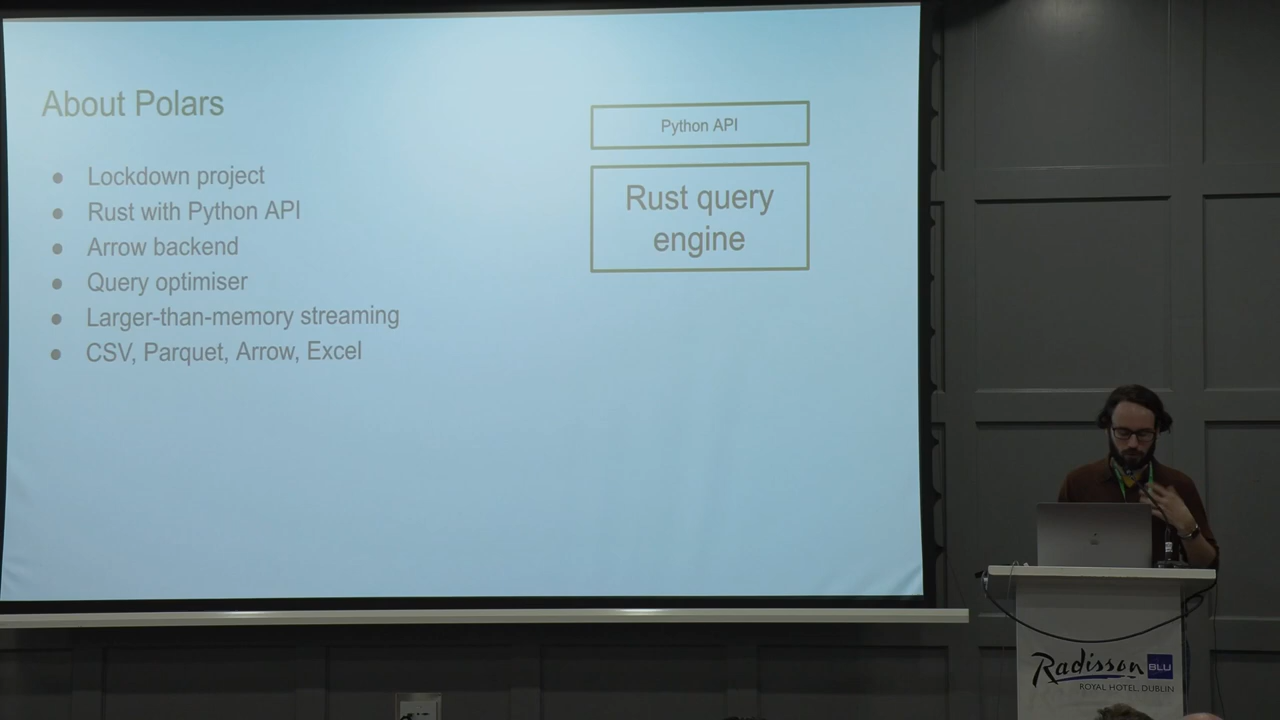 About Polars
● Lockdown project
● Rust with Python API
● Arrow backend
● Query optimiser
● Larger-than-memory streaming
● CSV, Parquet, Arrow, Excel
Python API
Rust query
engine
Radisson BLU
ROYAL HOTEL, DUBLIN